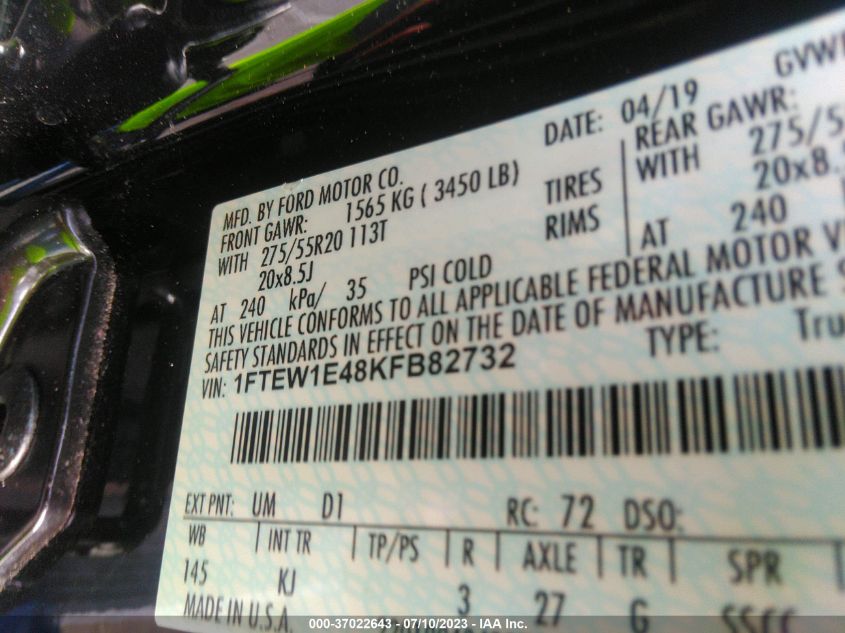 MFD. BY FORD MOTOR CO.
DATE: 04/19
GVWR
FRONT GAWR: 1565 KG ( 3450 LB)
REAR GAWR:
WITH 275/55R20 113T
TIRES
WITH 275/5
20x8.5J
RIMS
20x8.5
AT 240 kPa/ 35 PSI COLD
AT 240
THIS VEHICLE CONFORMS TO ALL APPLICABLE FEDERAL MOTOR
SAFETY STANDARDS IN EFFECT ON THE DATE OF MANUFACTURE
VIN: 1FTEW1E48KFB82732
TYPE:
EXT PNT: UM D1 RC: 72 DSO:
WB INT TR TP/PS R AXLE TR SPR
145 KJ 3 27 G
MADE IN U.S.A.
000-37022643 - 07/10/2023 - IAA Inc.